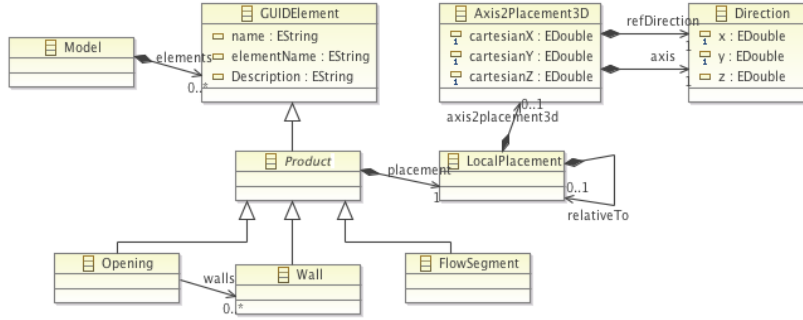 GUIDElement
name : EString
elementName : EString
Description : EString
Model
elements
0..*
Axis2Placement3D
cartesianX : EDouble
cartesianY : EDouble
cartesianZ : EDouble
refDirection
1
axis
1
Direction
x : EDouble
y : EDouble
z : EDouble
0..1
axis2placement3d
Product
placement
1
LocalPlacement
0..1
relativeTo
Opening
walls
0..*
Wall
FlowSegment